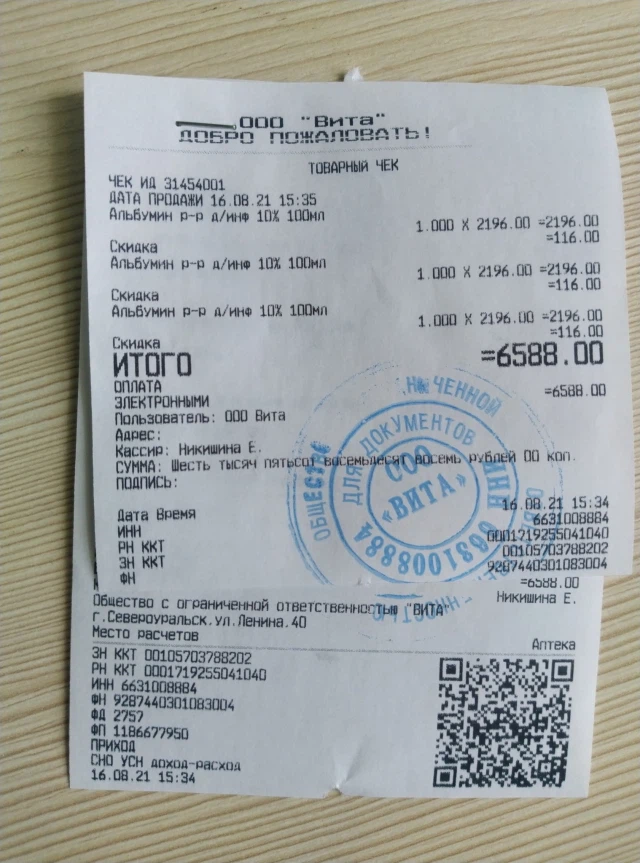 ООО "Вита"
ДОБРО ПОЖАЛОВАТЬ!
ТОВАРНЫЙ ЧЕК
ЧЕК ИД 31454001
ДАТА ПРОДАЖИ 16.08.21 15:35
Альбумин р-р д/инф 10% 100мл
1.000 X 2196.00 =2196.00
Скидка =116.00
Альбумин р-р д/инф 10% 100мл
1.000 X 2196.00 =2196.00
Скидка =116.00
Альбумин р-р д/инф 10% 100мл
1.000 X 2196.00 =2196.00
Скидка =116.00
ИТОГО =6588.00
ОПЛАТА
ЭЛЕКТРОННЫМИ =6588.00
Пользователь: ООО Вита
Адрес:
Кассир: Никишина Е.
СУММА: Шесть тысяч пятьсот восемьдесят восемь рублей 00 коп.
ПОДПИСЬ:
Дата Время 16.08.21 15:34
ИНН 6631008884
РН ККТ 0001719255041040
ЗН ККТ 00105703788202
ФН 9287440301083004
ДЛЯ ДОКУМЕНТОВ
ООО
«ВИТА»
ИНН 6631008884
=6588.00
Никишина Е.
Общество с ограниченной ответственностью "ВИТА"
г.Североуральск.ул.Ленина.40
Место расчетов Аптека
ЗН ККТ 00105703788202
РН ККТ 0001719255041040
ИНН 6631008884
ФН 9287440301083004
ФД 2757
ФП 1186677950
ПРИХОД
СНО УСН доход-расход
16.08.21 15:34